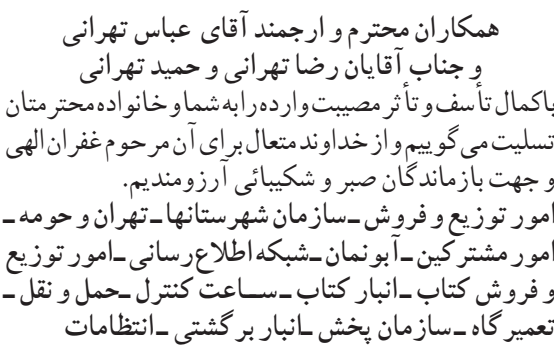 همکاران محترم و ارجمند آقای عباس تهرانی
و جناب آقایان رضا تهرانی و حمید تهرانی
باکمال تأسف و تأثر مصیبت وارده را به شما و خانواده محترمتان
تسلیت می‌گوییم و از خداوند متعال برای آن مرحوم غفران الهی
و جهت بازماندگان صبر و شکیبائی آرزومندیم.
امور توزیع و فروش ـ سازمان شهرستانها ـ تهران و حومه ـ
امور مشترکین ـ آبونمان ـ شبکه اطلاع‌رسانی ـ امور توزیع
و فروش کتاب ـ انبار کتاب ـ ساعت کنترل ـ حمل و نقل ـ
تعمیرگاه ـ سازمان پخش ـ انبار برگشتی ـ انتظامات